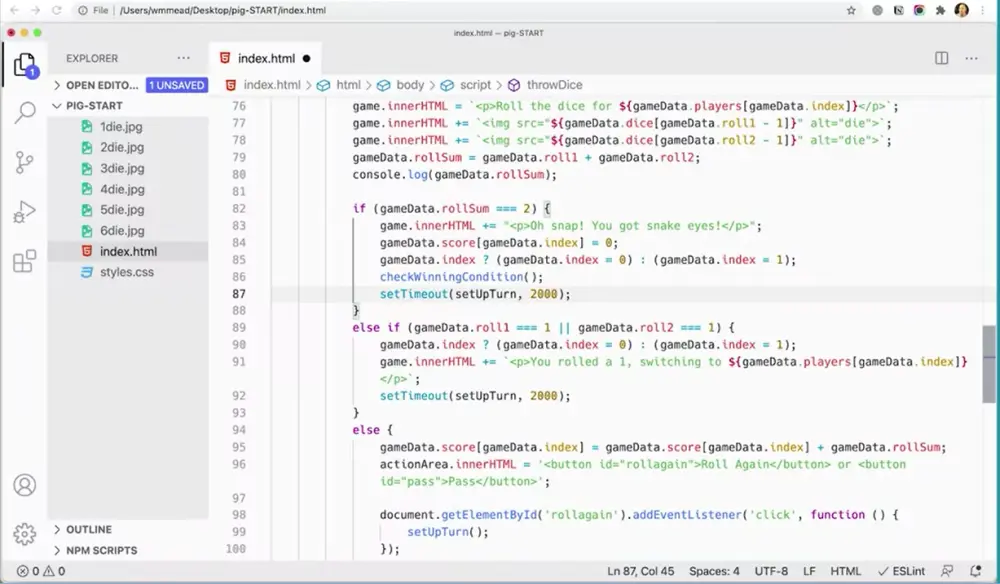 File | /Users/wmmead/Desktop/pig-START/index.html
index.html — pig-START
EXPLORER
index.html
OPEN EDITO... 1 UNSAVED
index.html > html > body > script > throwDice
PIG-START
1die.jpg
2die.jpg
3die.jpg
4die.jpg
5die.jpg
6die.jpg
index.html
styles.css
1
76 game.innerHTML = `<p>Roll the dice for ${gameData.players[gameData.index]}</p>`;
77 game.innerHTML += `<img src="${gameData.dice[gameData.roll1 - 1]}" alt="die">`;
78 game.innerHTML += `<img src="${gameData.dice[gameData.roll2 - 1]}" alt="die">`;
79 gameData.rollSum = gameData.roll1 + gameData.roll2;
80 console.log(gameData.rollSum);
81
82 if (gameData.rollSum === 2) {
83 game.innerHTML += "<p>Oh snap! You got snake eyes!</p>";
84 gameData.score[gameData.index] = 0;
85 gameData.index ? (gameData.index = 0) : (gameData.index = 1);
86 checkWinningCondition();
87 setTimeout(setUpTurn, 2000);
88 }
89 else if (gameData.roll1 === 1 || gameData.roll2 === 1) {
90 gameData.index ? (gameData.index = 0) : (gameData.index = 1);
91 game.innerHTML += `<p>You rolled a 1, switching to ${gameData.players[gameData.index]}
</p>`;
92 setTimeout(setUpTurn, 2000);
93 }
94 else {
95 gameData.score[gameData.index] = gameData.score[gameData.index] + gameData.rollSum;
96 actionArea.innerHTML = '<button id="rollagain">Roll Again</button> or <button
id="pass">Pass</button>';
97
98 document.getElementById('rollagain').addEventListener('click', function () {
99 setUpTurn();
100 });
OUTLINE
NPM SCRIPTS
0 0
Ln 87, Col 45 Spaces: 4 UTF-8 LF HTML ESLint